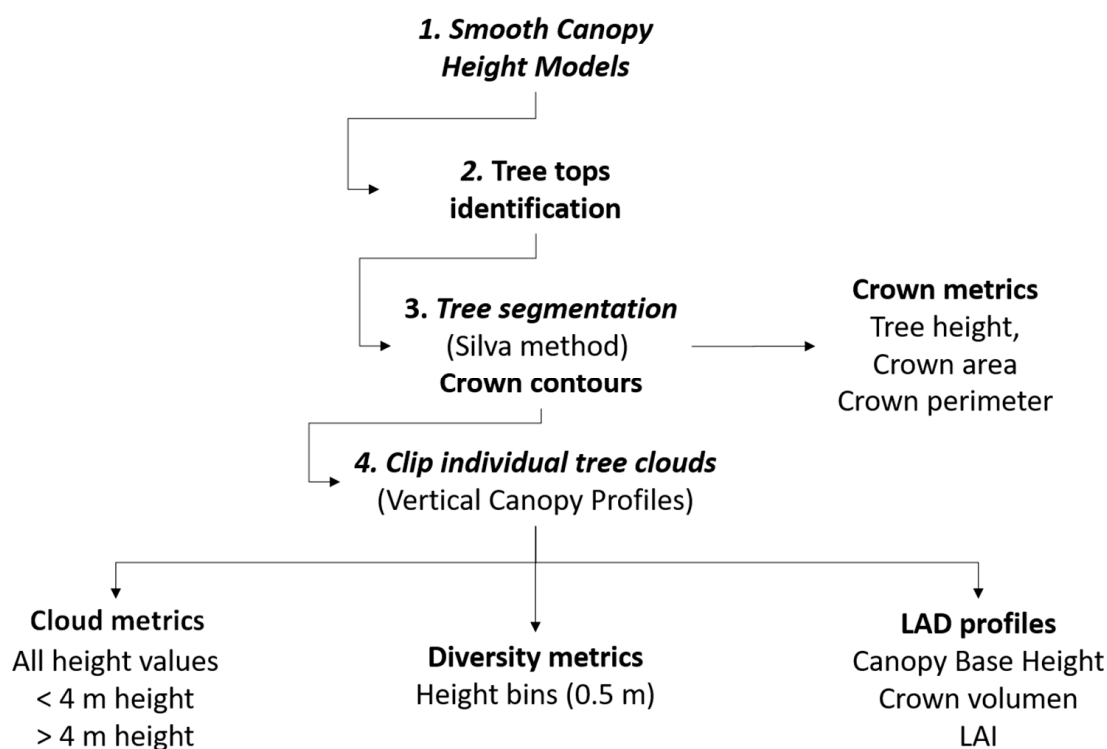 1. Smooth Canopy
Height Models
2. Tree tops
identification
3. Tree segmentation
(Silva method)
Crown contours
Crown metrics
Tree height,
Crown area
Crown perimeter
4. Clip individual tree clouds
(Vertical Canopy Profiles)
Cloud metrics
All height values
< 4 m height
> 4 m height
Diversity metrics
Height bins (0.5 m)
LAD profiles
Canopy Base Height
Crown volumen
LAI